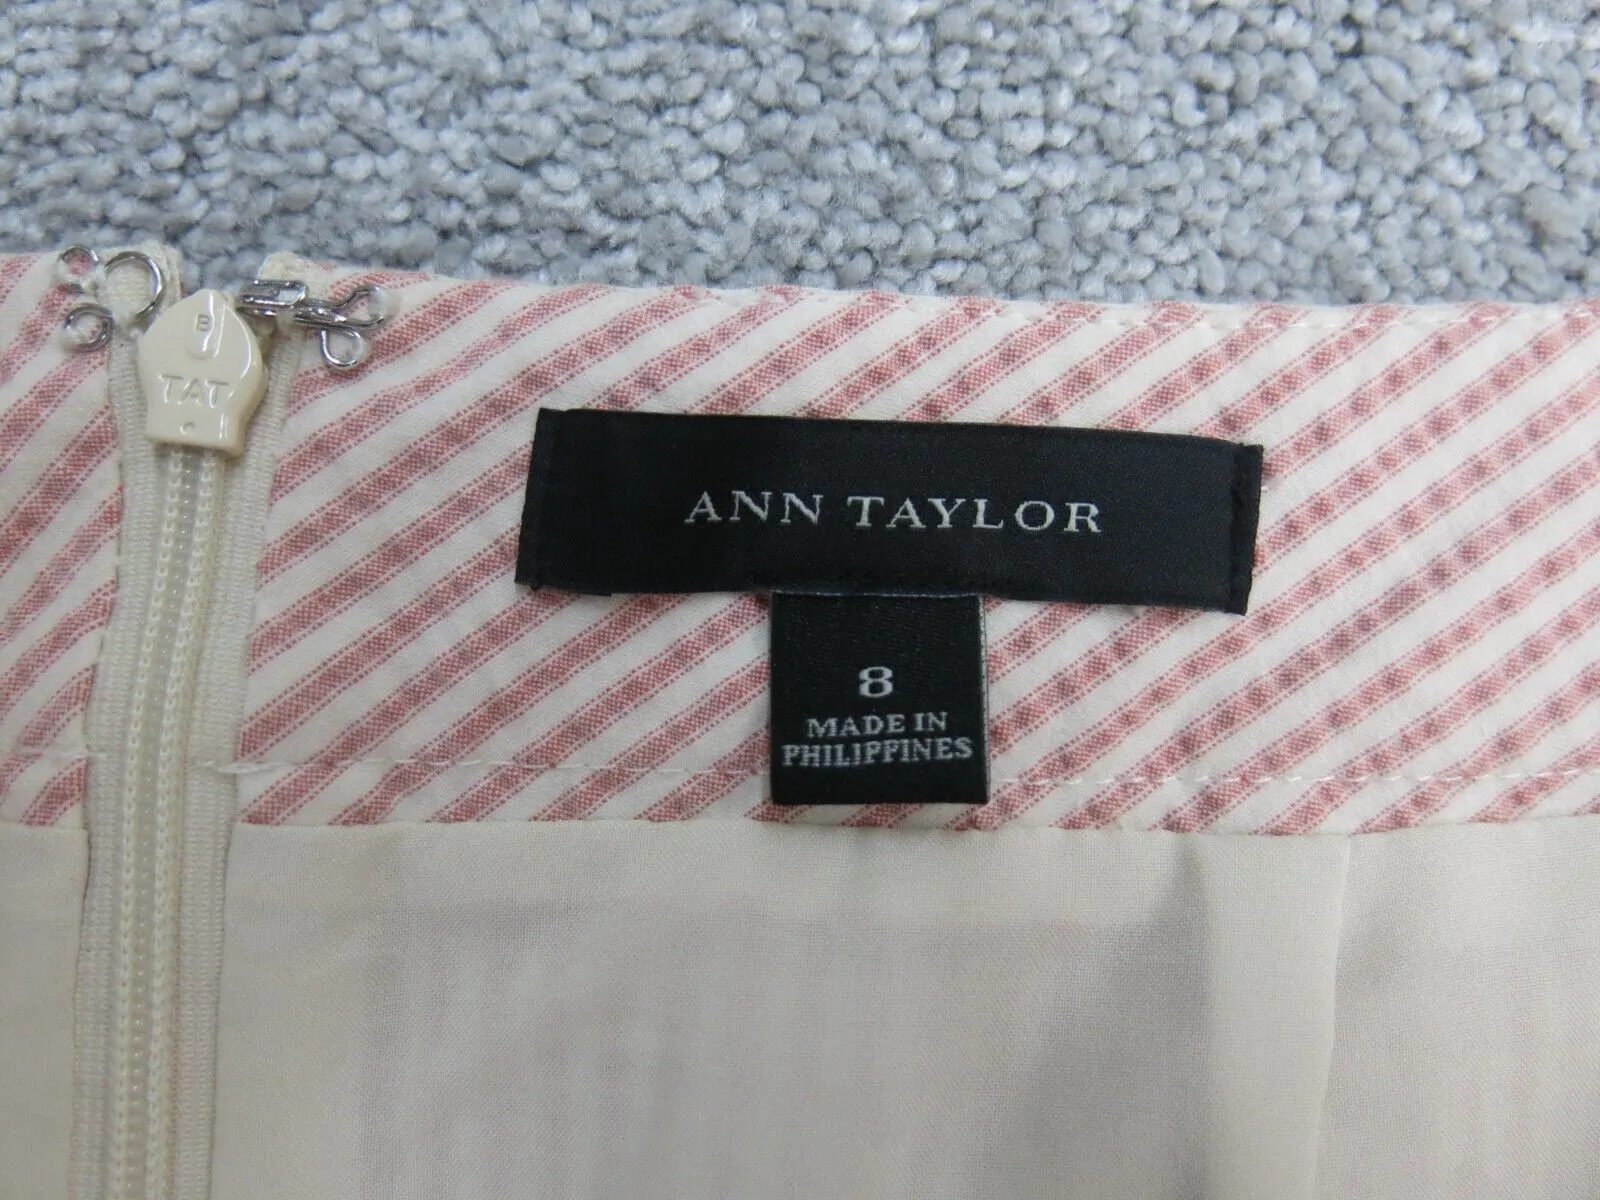 B
TAT
ANN TAYLOR
8
MADE IN
PHILIPPINES